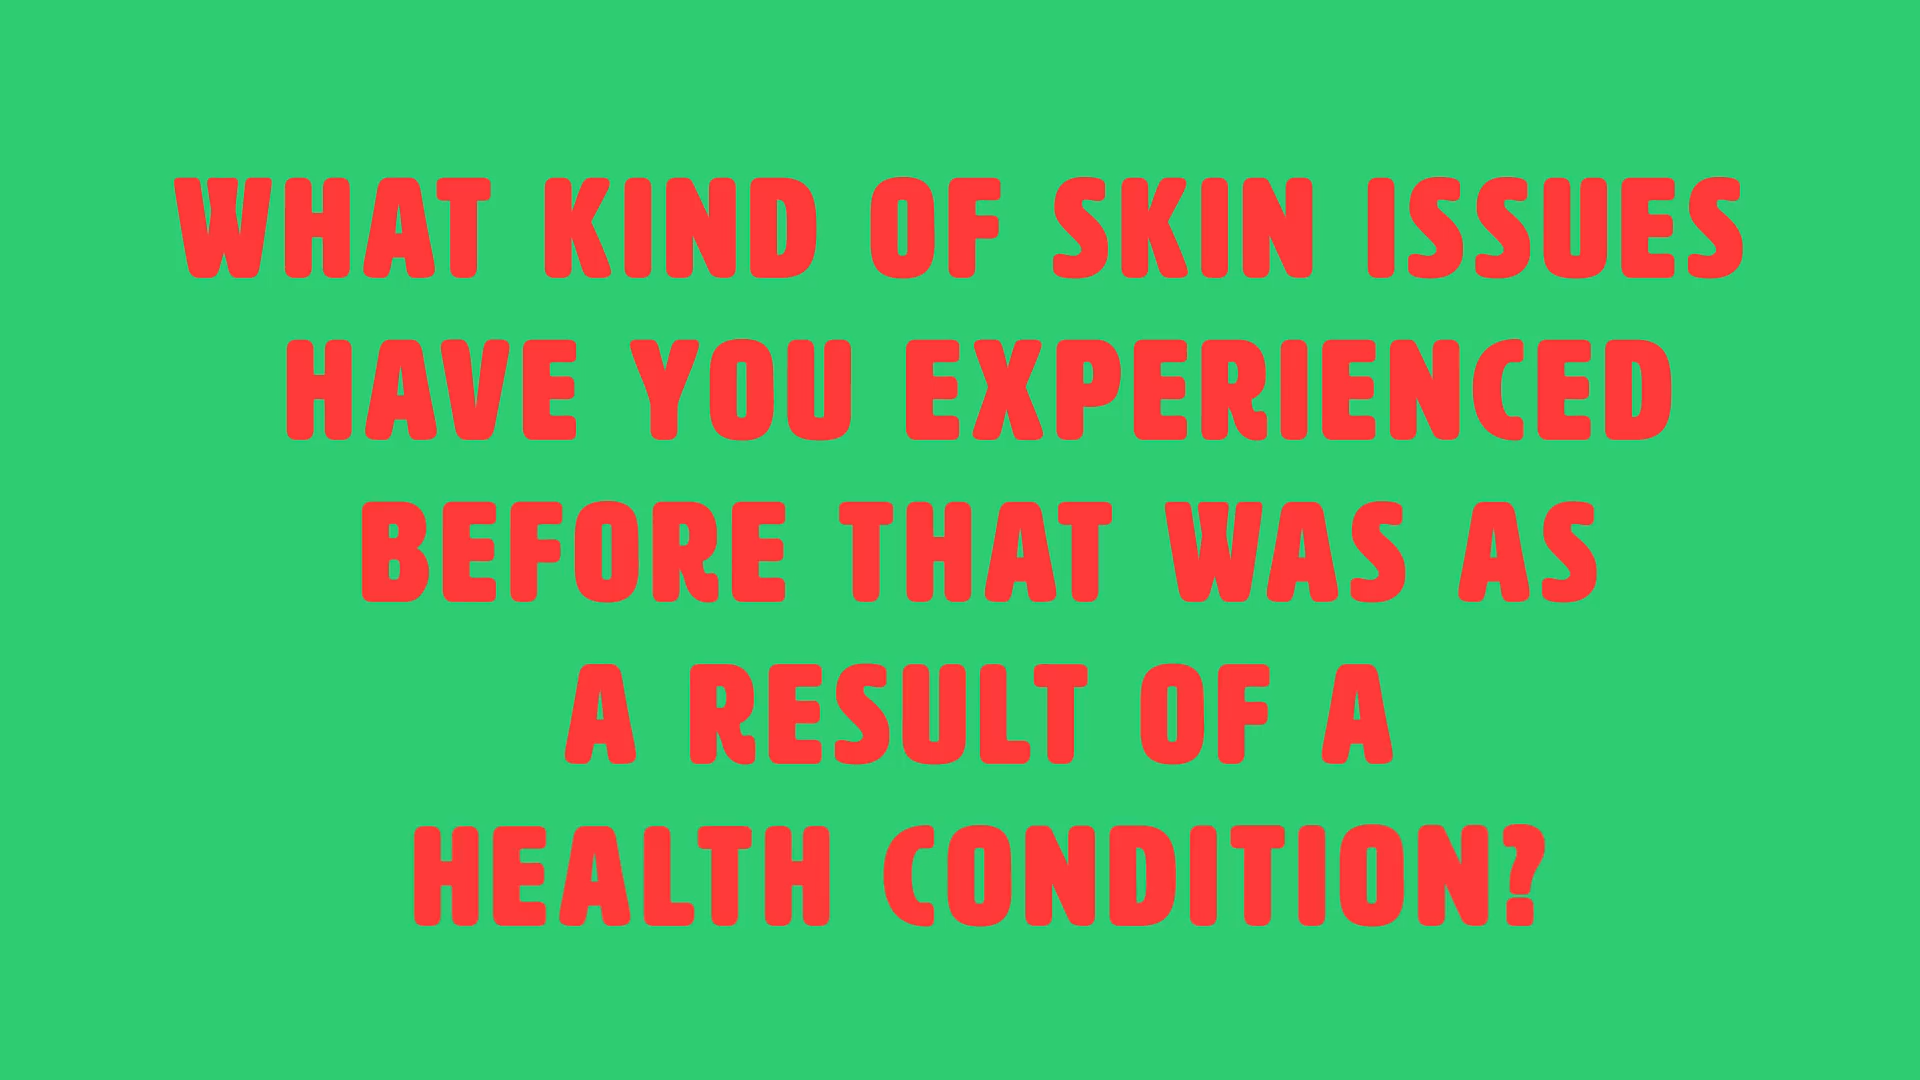 WHAT KIND OF SKIN ISSUES
HAVE YOU EXPERIENCED
BEFORE THAT WAS AS
A RESULT OF A
HEALTH CONDITION?